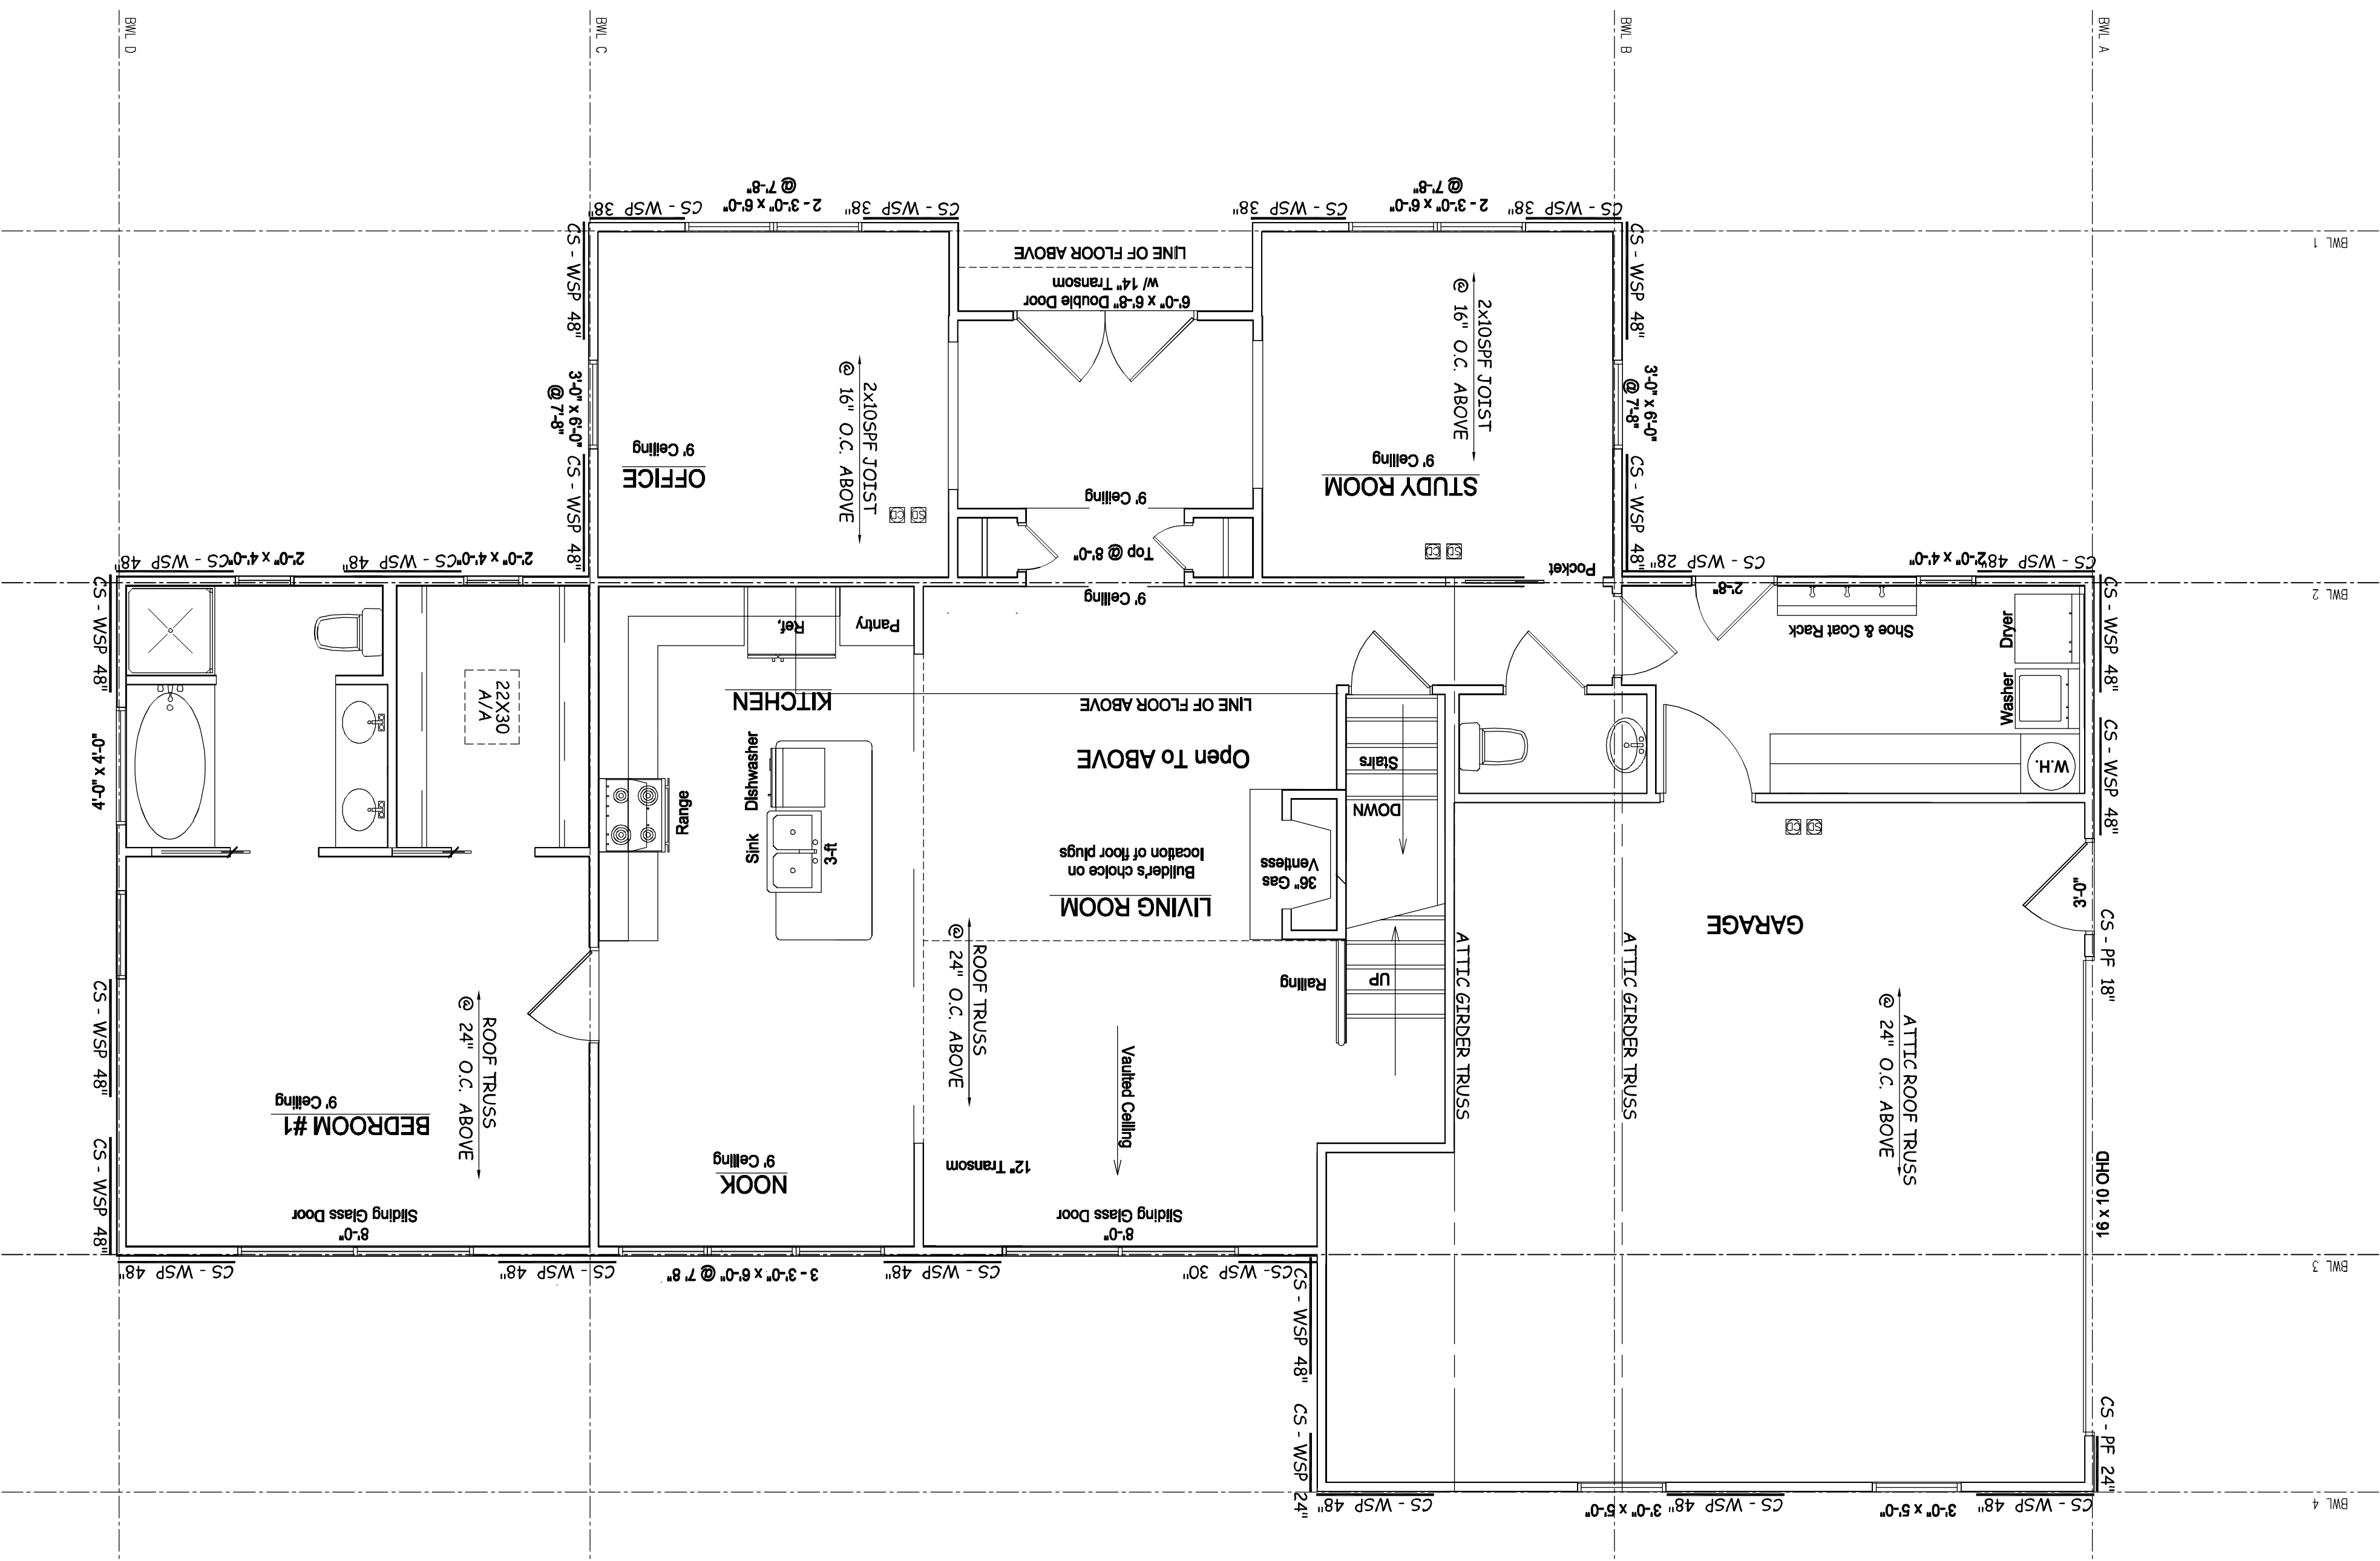 BWL D
BWL C
BWL B
BWL A
BWL 1
BWL 2
BWL 3
BWL 4
CS - WSP 38"
2 - 3'-0" x 6'-0"
@ 7'-8"
CS - WSP 38"
CS - WSP 38"
2 - 3'-0" x 6'-0"
@ 7'-8"
CS - WSP 38"
CS - WSP 48"
3'-0" x 6'-0"
@ 7'-8"
CS - WSP 48"
OFFICE
9' Ceiling
2x10SPF JOIST
@ 16" O.C. ABOVE
CD
SD
LINE OF FLOOR ABOVE
6'-0" x 6'-8" Double Door
w/ 14" Transom
9' Ceiling
Top @ 8'-0"
9' Ceiling
2x10SPF JOIST
@ 16" O.C. ABOVE
STUDY ROOM
9' Ceiling
CD
SD
Pocket
CS - WSP 48"
3'-0" x 6'-0"
@ 7'-8"
CS - WSP 48"
CS - WSP 48"
2'-0" x 4'-0"
CS - WSP 48"
2'-0" x 4'-0"
CS - WSP 28"
2'-8"
2'-0" x 4'-0"
CS - WSP 48"
CS - WSP 48"
4'-0" x 4'-0"
22X30
A/A
Ref,
Pantry
KITCHEN
Dishwasher
Sink
3-ft
Range
LINE OF FLOOR ABOVE
Open To ABOVE
LIVING ROOM
Builder's choice on
location of floor plugs
36" Gas
Ventless
Stairs
DOWN
UP
Railing
Shoe & Coat Rack
Dryer
Washer
W.H.
CS - WSP 48"
CS - WSP 48"
3'-0"
CS - PF 18"
16 x 10 OHD
CS - PF 24"
CD
SD
GARAGE
ATTIC GIRDER TRUSS
ATTIC GIRDER TRUSS
ATTIC ROOF TRUSS
@ 24" O.C. ABOVE
ROOF TRUSS
@ 24" O.C. ABOVE
Vaulted Ceiling
12" Transom
8'-0"
Sliding Glass Door
NOOK
9' Ceiling
BEDROOM #1
9' Ceiling
ROOF TRUSS
@ 24" O.C. ABOVE
8'-0"
Sliding Glass Door
CS - WSP 48"
CS - WSP 48"
CS - WSP 48"
CS - WSP 48"
3 - 3'-0" x 6'-0" @ 7' 8"
CS - WSP 48"
CS- WSP 30"
CS - WSP 48"
CS - WSP 24"
CS - WSP 48"
3'-0" x 5'-0"
CS - WSP 48"
3'-0" x 5'-0"
CS - WSP 48"